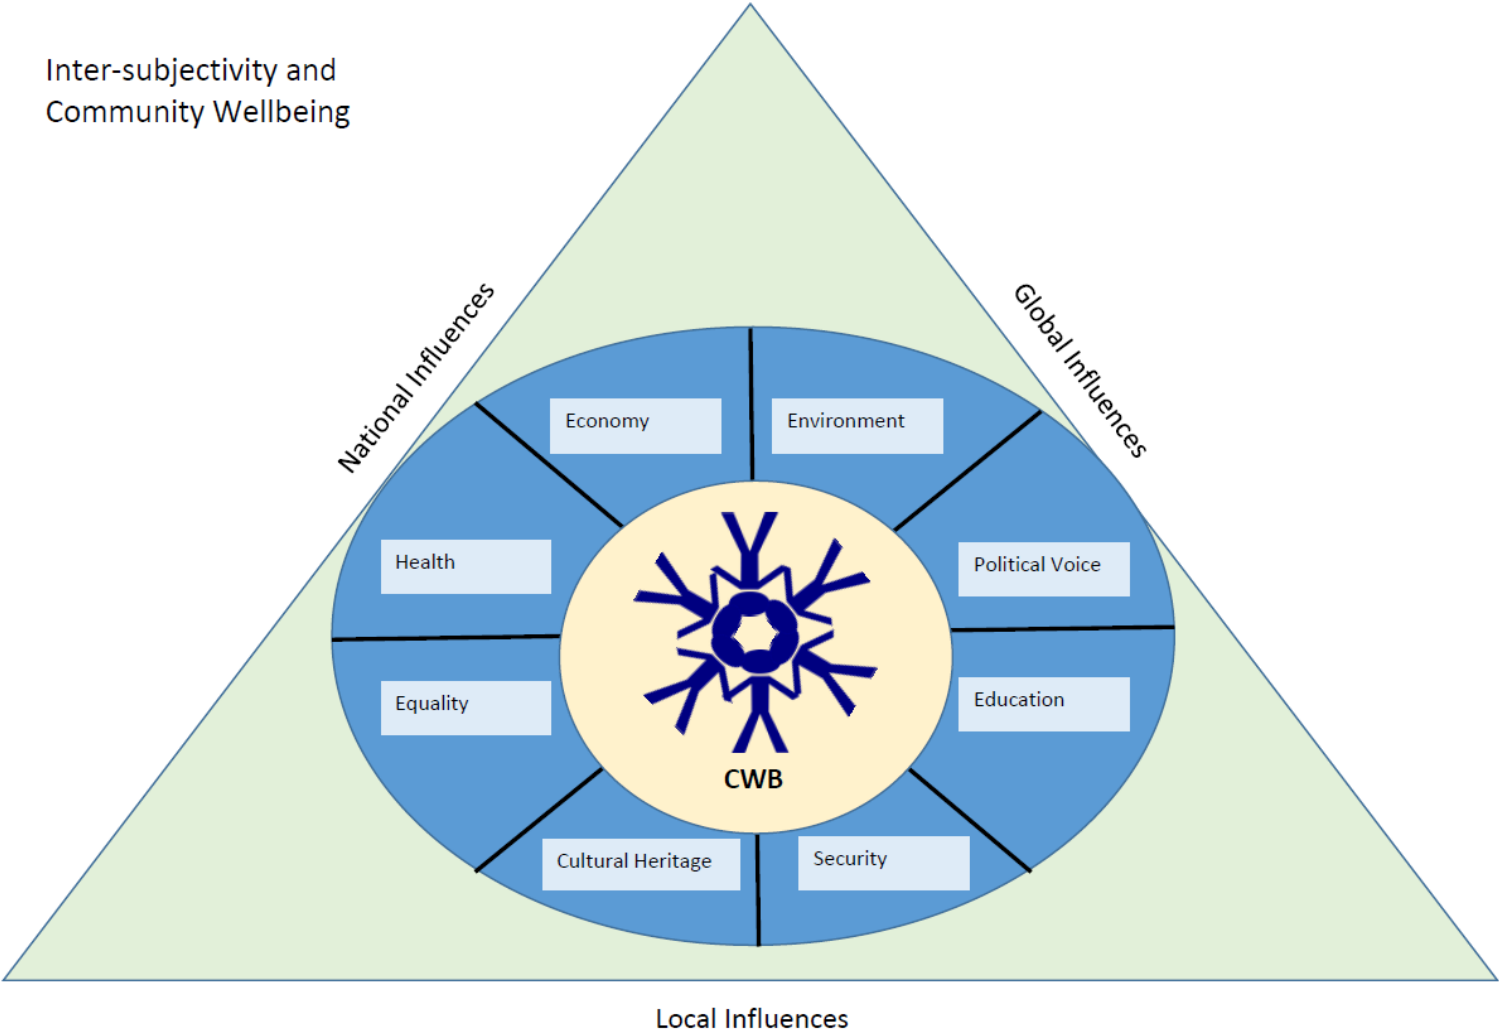 Inter-subjectivity and
Community Wellbeing
National Influences
Global Influences
Economy
Environment
Health
Political Voice
Equality
Education
CWB
Cultural Heritage
Security
Local Influences